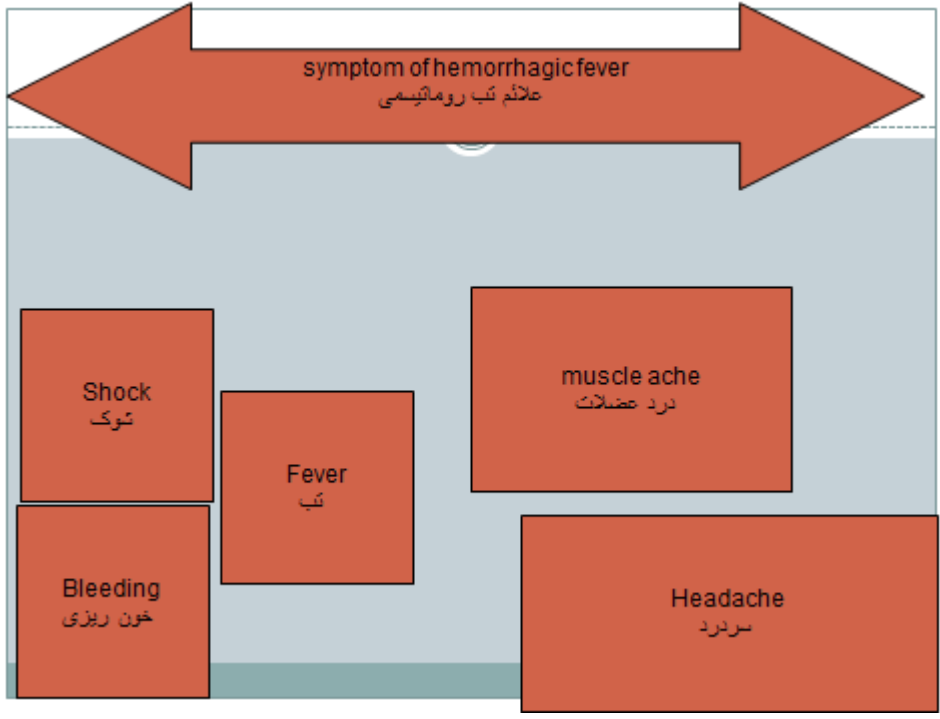 symptom of hemorrhagic fever
علائم تب روماتیسمی
Shock
شوک
Fever
تب
muscle ache
درد عضلات
Bleeding
خون ریزی
Headache
سردرد